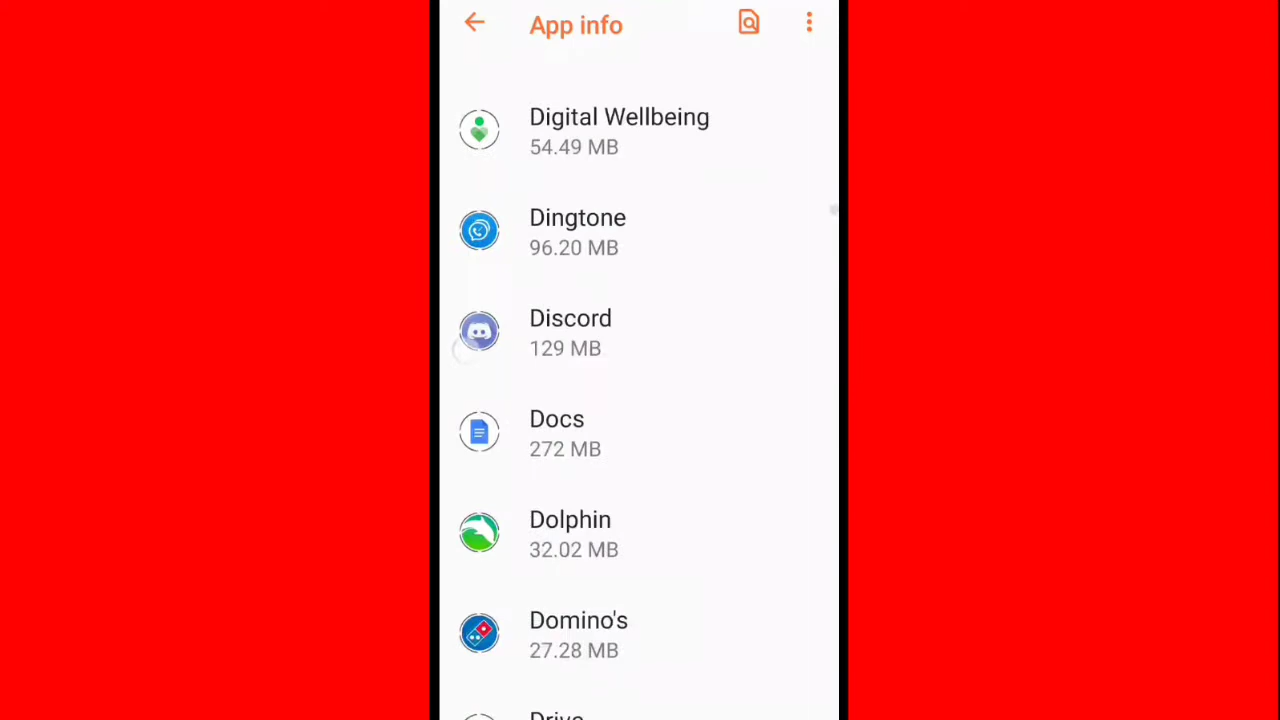 App info
Digital Wellbeing
54.49 MB
Dingtone
96.20 MB
Discord
129 MB
Docs
272 MB
Dolphin
32.02 MB
Domino's
27.28 MB
Drive